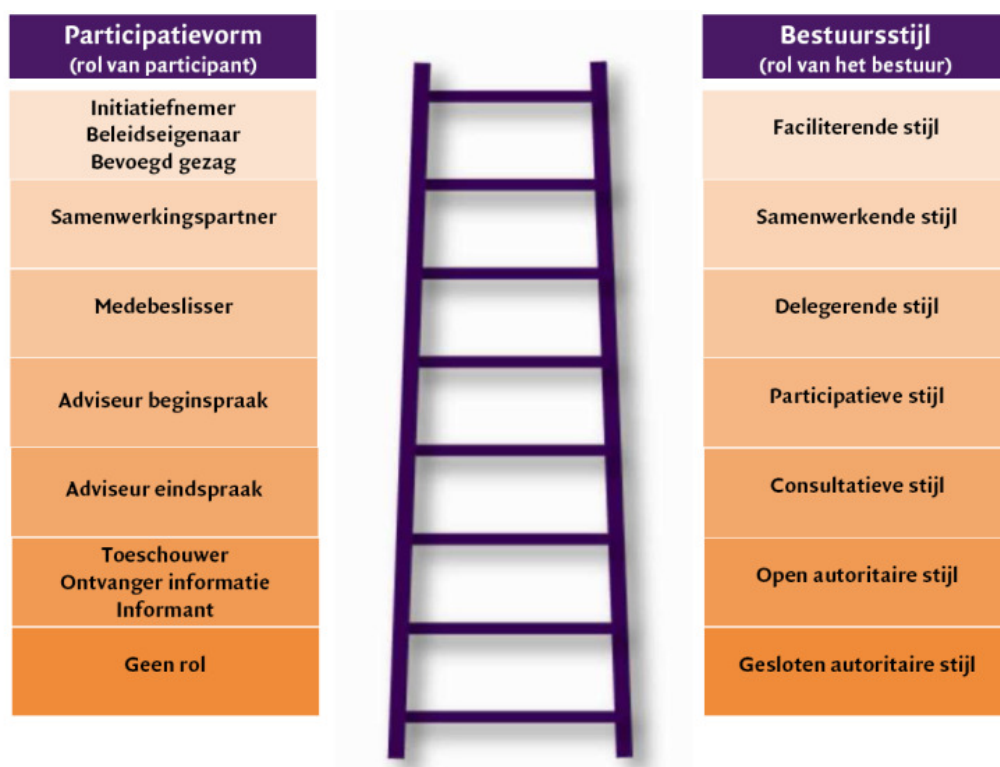 Participatievorm
(rol van participant)
Initiatiefnemer
Beleidseigenaar
Bevoegd gezag
Samenwerkingspartner
Medebeslisser
Adviseur beginspraak
Adviseur eindspraak
Toeschouwer
Ontvanger informatie
Informant
Geen rol
Bestuursstijl
(rol van het bestuur)
Faciliterende stijl
Samenwerkende stijl
Delegerende stijl
Participatieve stijl
Consultatieve stijl
Open autoritaire stijl
Gesloten autoritaire stijl